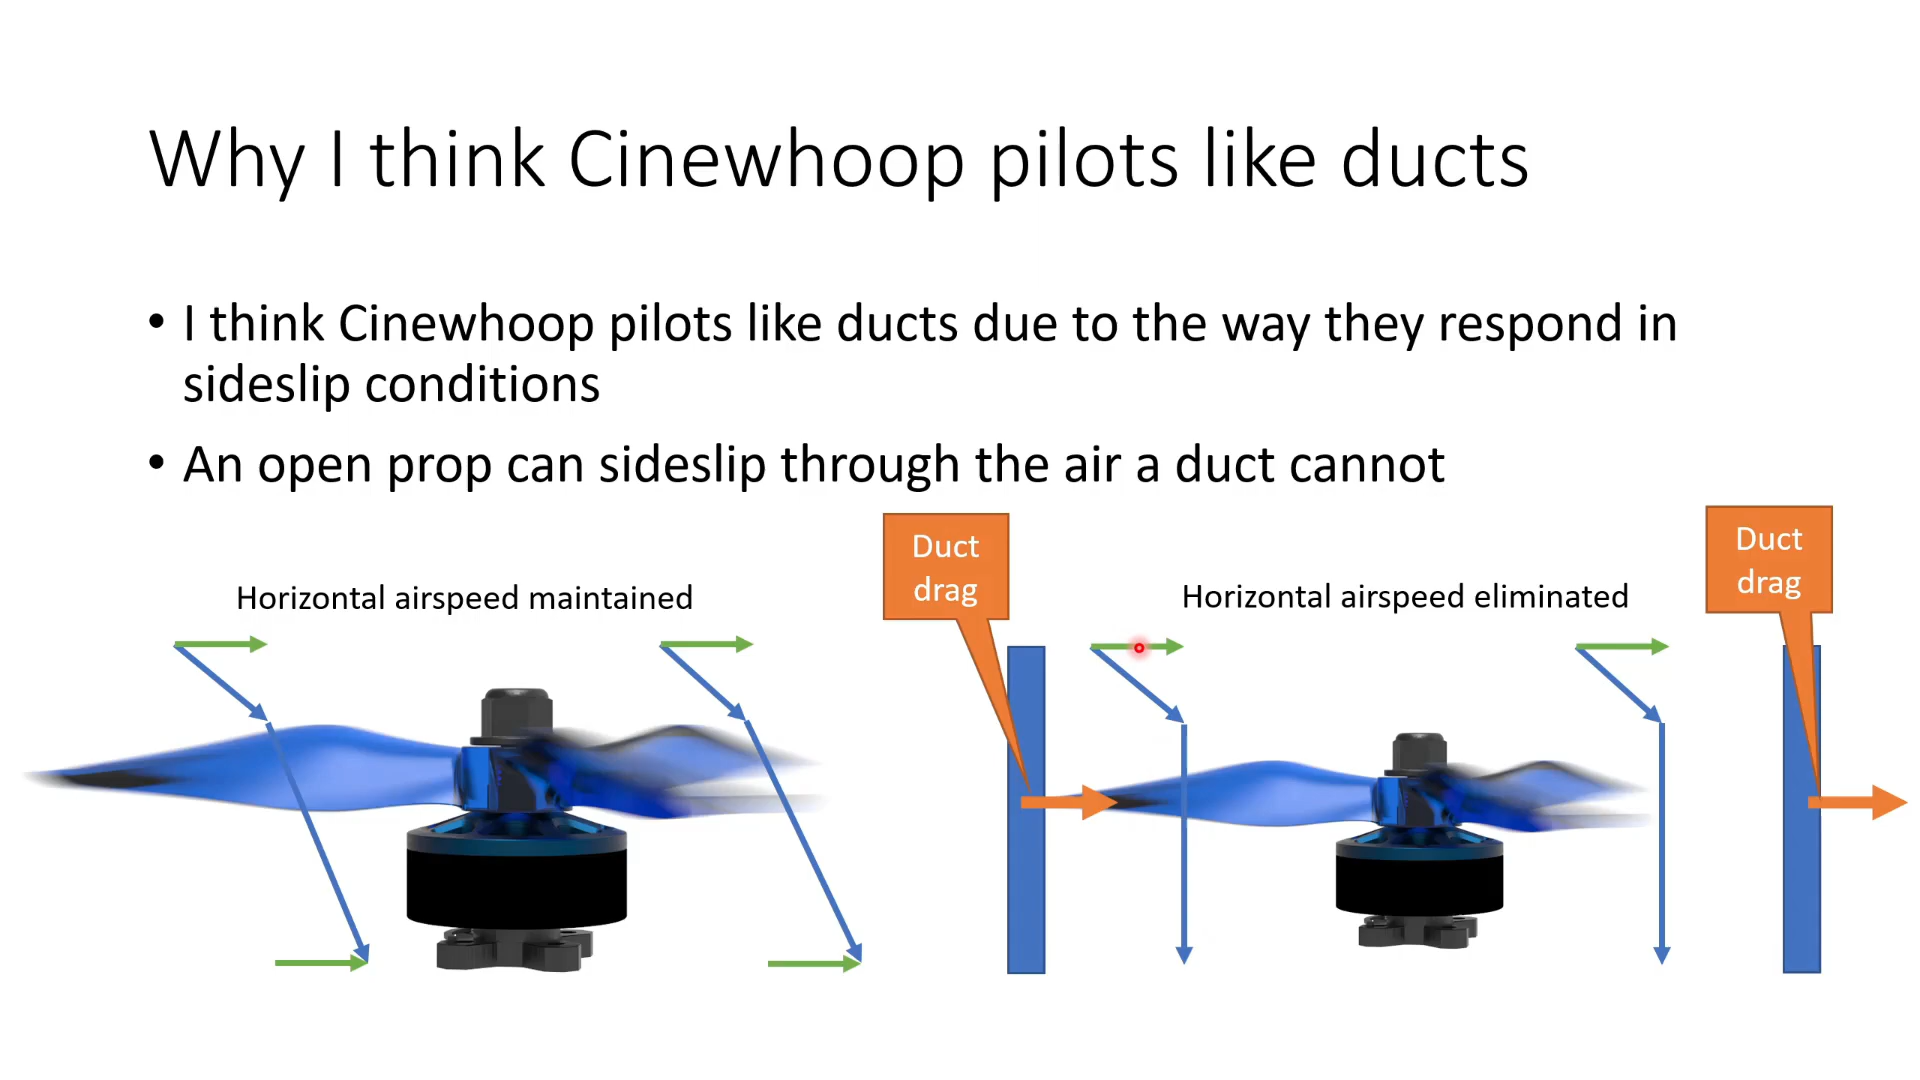 Why I think Cinewhoop pilots like ducts
• I think Cinewhoop pilots like ducts due to the way they respond in
sideslip conditions
• An open prop can sideslip through the air a duct cannot
Horizontal airspeed maintained
Duct
drag
Horizontal airspeed eliminated
Duct
drag